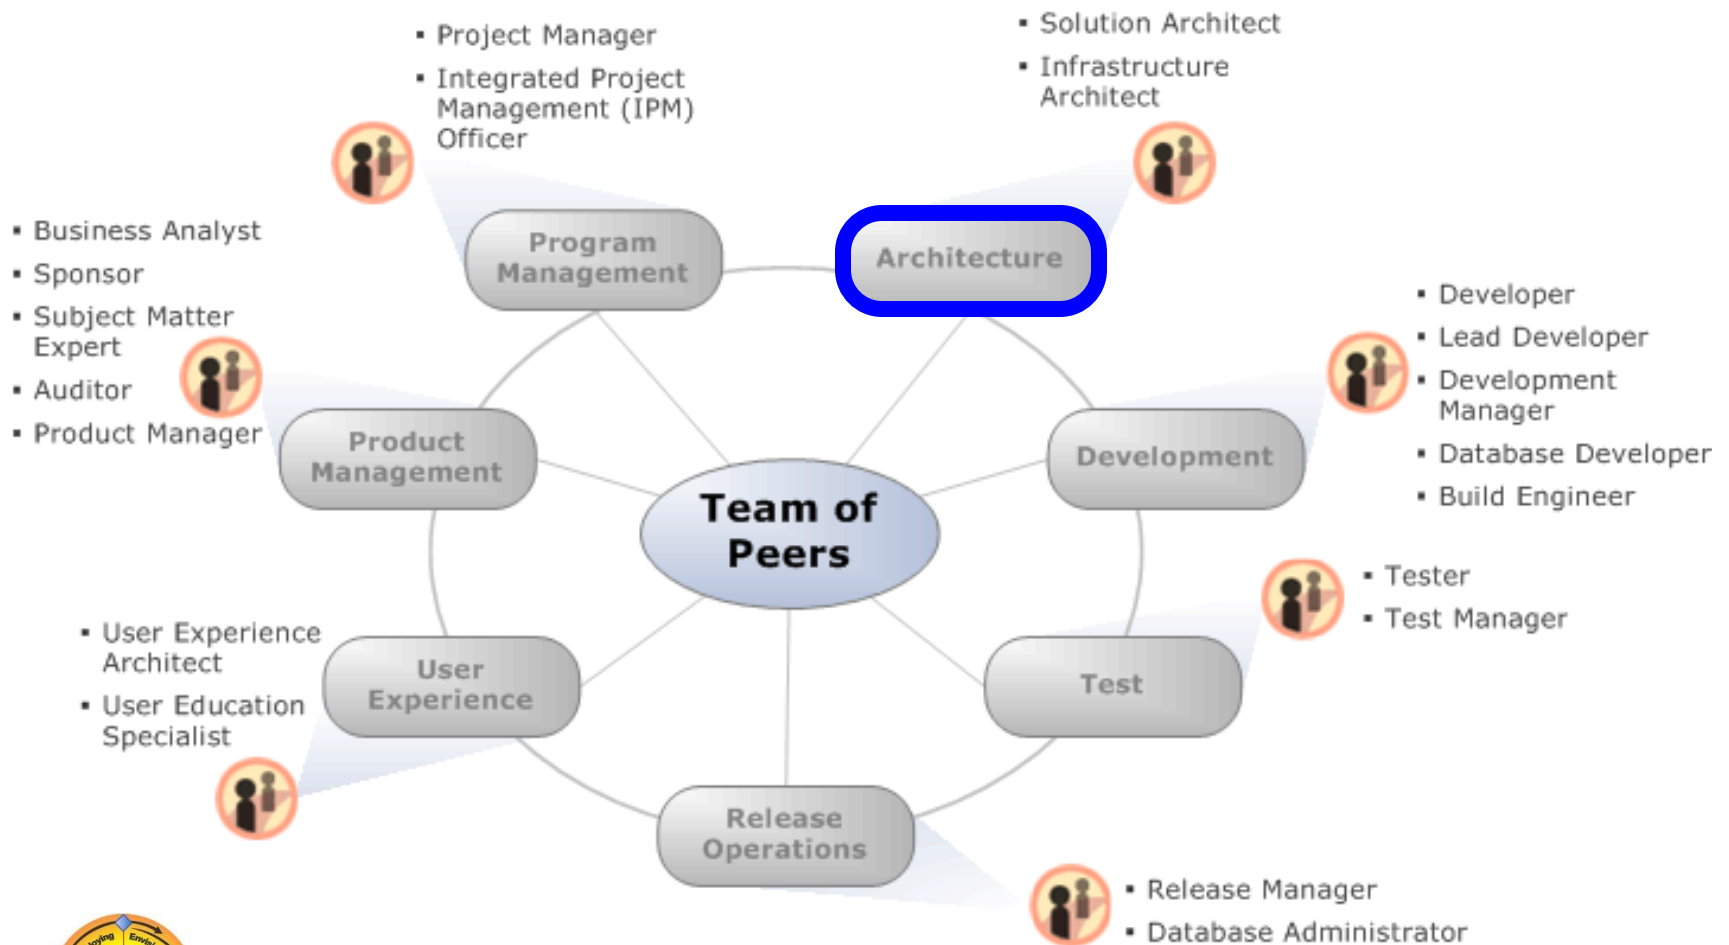 ▪ Project Manager
▪ Integrated Project
Management (IPM)
Officer
▪ Solution Architect
▪ Infrastructure
Architect
▪ Business Analyst
▪ Sponsor
▪ Subject Matter
Expert
▪ Auditor
▪ Product Manager
Program
Management
Architecture
▪ Developer
▪ Lead Developer
▪ Development
Manager
▪ Database Developer
▪ Build Engineer
Product
Management
Development
Team of
Peers
▪ Tester
▪ Test Manager
▪ User Experience
Architect
▪ User Education
Specialist
User
Experience
Test
Release
Operations
▪ Release Manager
▪ Database Administrator